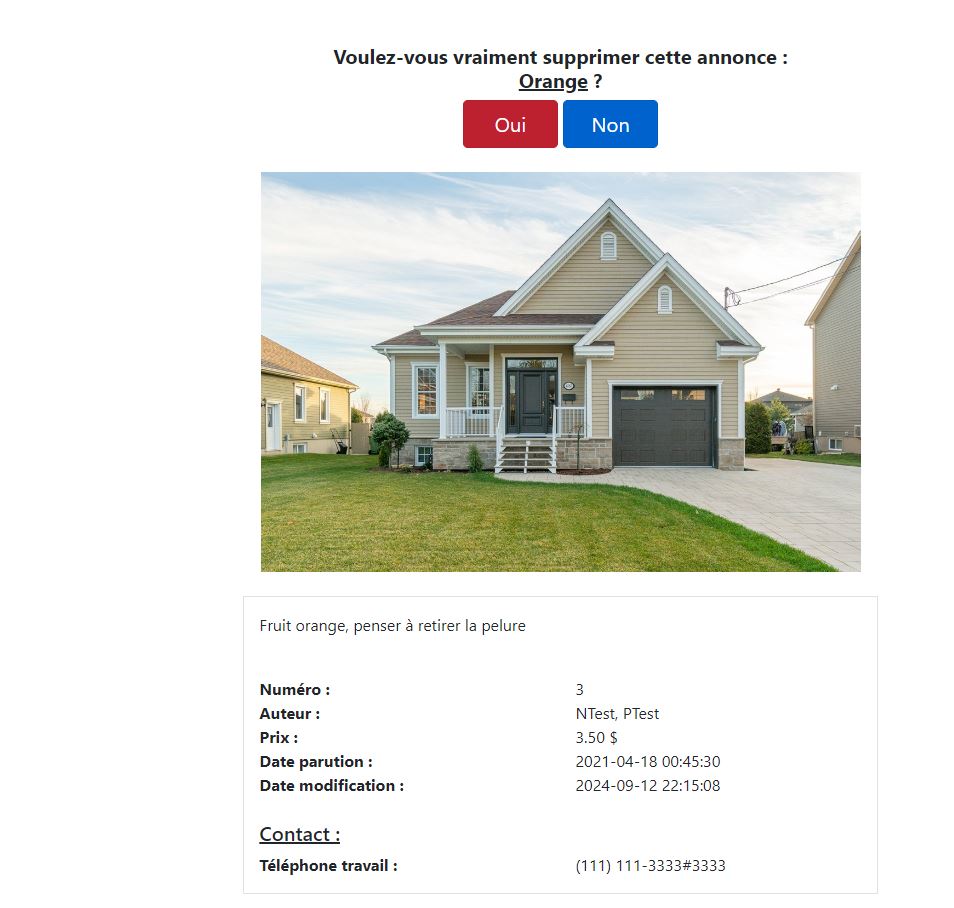 Voulez-vous vraiment supprimer cette annonce :
Orange ?
Oui Non
Fruit orange, penser à retirer la pelure
Numéro : 3
Auteur : NTest, PTest
Prix : 3.50 $
Date parution : 2021-04-18 00:45:30
Date modification : 2024-09-12 22:15:08
Contact :
Téléphone travail : (111) 111-3333#3333